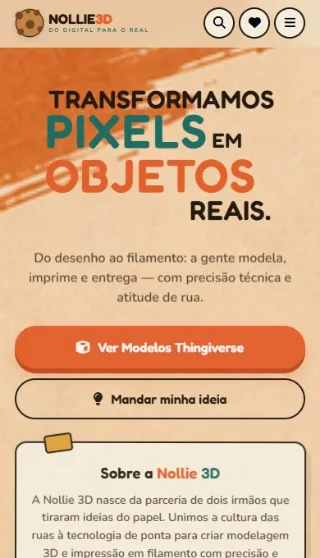 NOLLIE3D
DO DIGITAL PARA O REAL
TRANSFORMAMOS
PIXELS EM
OBJETOS
REAIS.
Do desenho ao filamento: a gente modela,
imprime e entrega — com precisão técnica e
atitude de rua.
Ver Modelos Thingiverse
Mandar minha ideia
Sobre a Nollie 3D
A Nollie 3D nasce da parceria de dois irmãos que
tiraram ideias do papel. Unimos a cultura das
ruas à tecnologia de ponta para criar modelagem
3D e impressão em filamento com precisão e